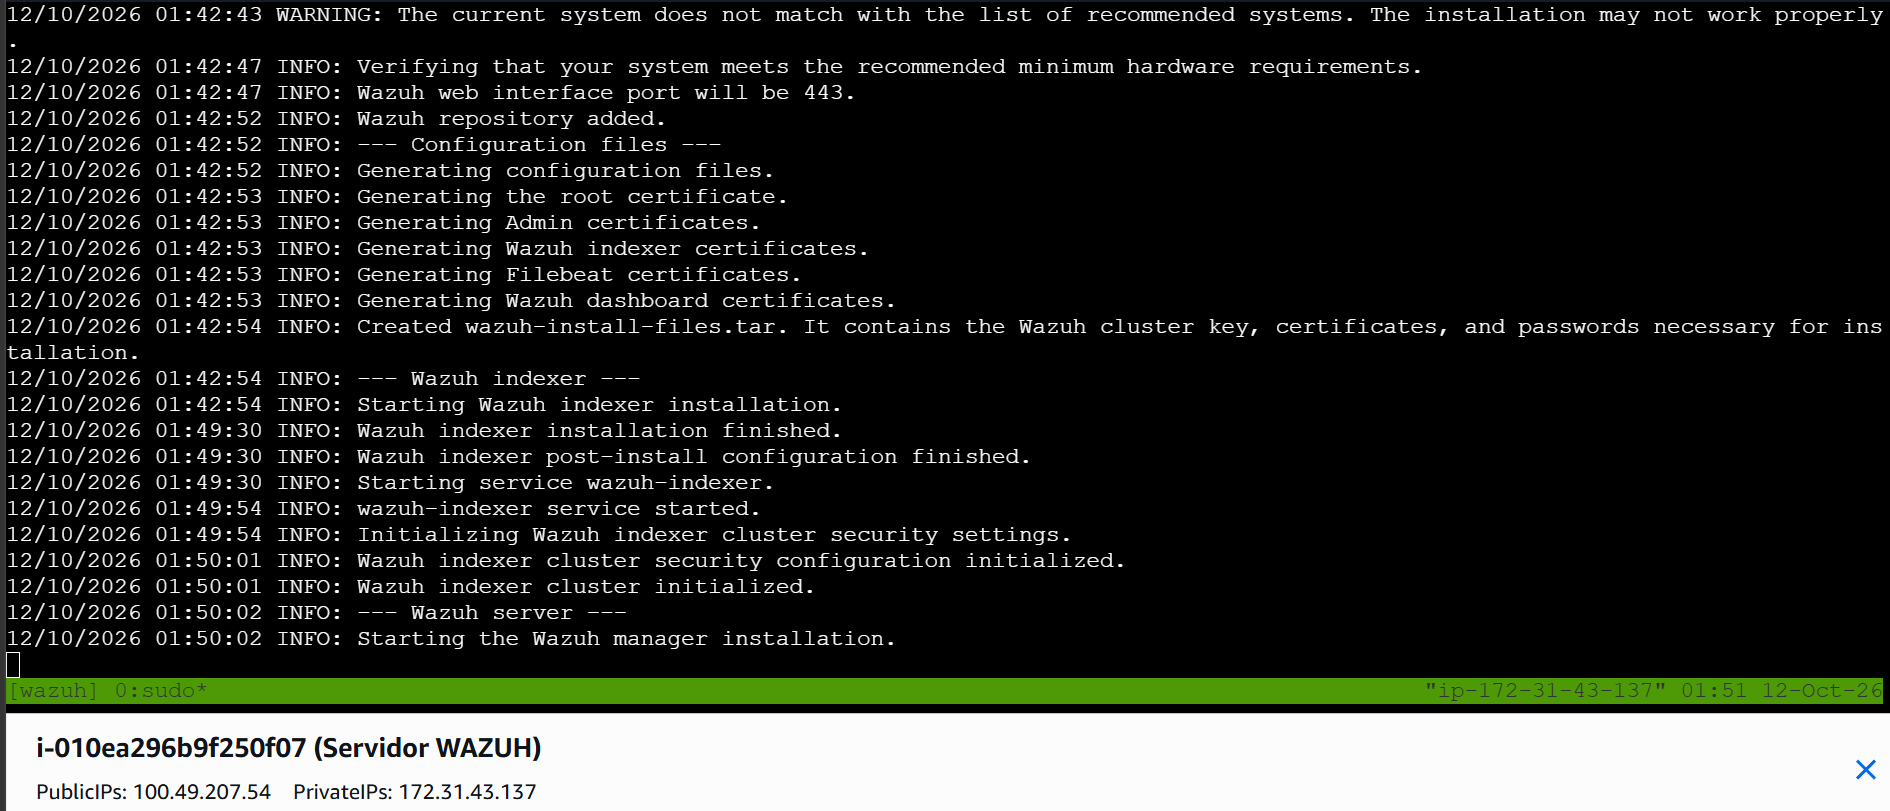 12/10/2026 01:42:43 WARNING: The current system does not match with the list of recommended systems. The installation may not work properly
.
12/10/2026 01:42:47 INFO: Verifying that your system meets the recommended minimum hardware requirements.
12/10/2026 01:42:47 INFO: Wazuh web interface port will be 443.
12/10/2026 01:42:52 INFO: Wazuh repository added.
12/10/2026 01:42:52 INFO: --- Configuration files ---
12/10/2026 01:42:52 INFO: Generating configuration files.
12/10/2026 01:42:53 INFO: Generating the root certificate.
12/10/2026 01:42:53 INFO: Generating Admin certificates.
12/10/2026 01:42:53 INFO: Generating Wazuh indexer certificates.
12/10/2026 01:42:53 INFO: Generating Filebeat certificates.
12/10/2026 01:42:53 INFO: Generating Wazuh dashboard certificates.
12/10/2026 01:42:54 INFO: Created wazuh-install-files.tar. It contains the Wazuh cluster key, certificates, and passwords necessary for ins
tallation.
12/10/2026 01:42:54 INFO: --- Wazuh indexer ---
12/10/2026 01:42:54 INFO: Starting Wazuh indexer installation.
12/10/2026 01:49:30 INFO: Wazuh indexer installation finished.
12/10/2026 01:49:30 INFO: Wazuh indexer post-install configuration finished.
12/10/2026 01:49:30 INFO: Starting service wazuh-indexer.
12/10/2026 01:49:54 INFO: wazuh-indexer service started.
12/10/2026 01:49:54 INFO: Initializing Wazuh indexer cluster security settings.
12/10/2026 01:50:01 INFO: Wazuh indexer cluster security configuration initialized.
12/10/2026 01:50:01 INFO: Wazuh indexer cluster initialized.
12/10/2026 01:50:02 INFO: --- Wazuh server ---
12/10/2026 01:50:02 INFO: Starting the Wazuh manager installation.
[wazuh] 0:sudo* "ip-172-31-43-137" 01:51 12-Oct-26
i-010ea296b9f250f07 (Servidor WAZUH)
PublicIPs: 100.49.207.54 PrivateIPs: 172.31.43.137